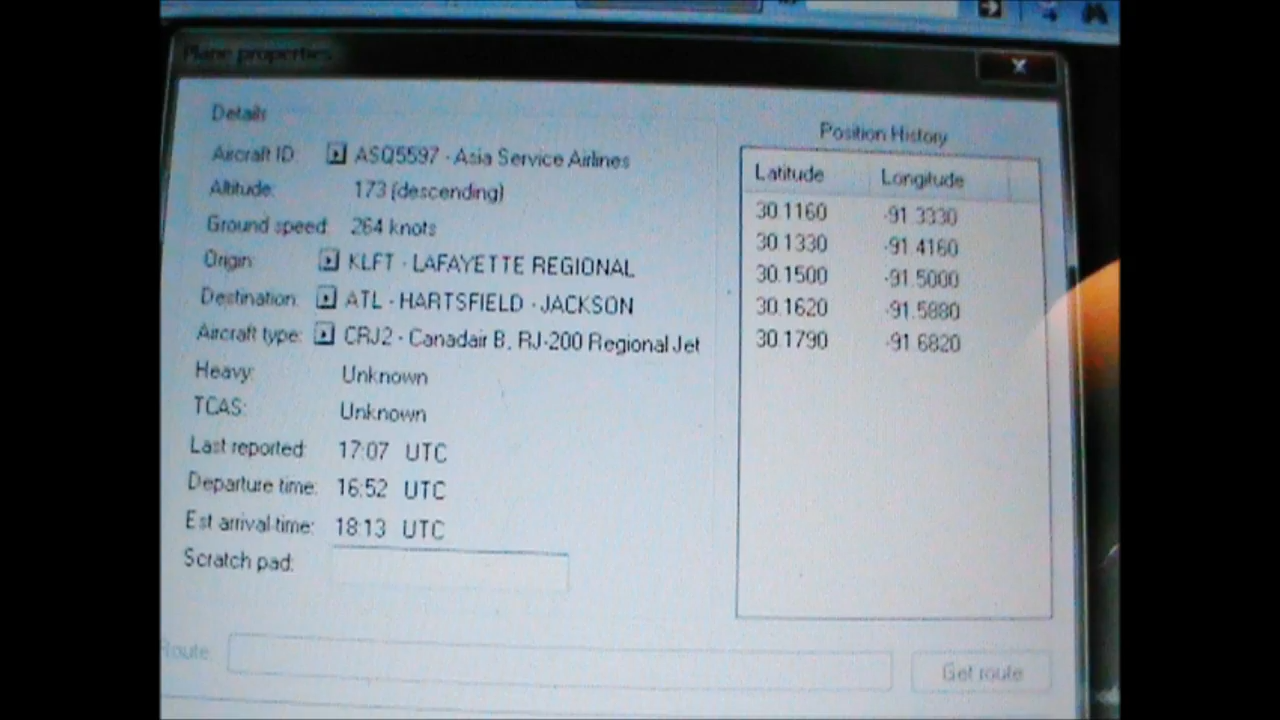 Plane properties
Details
Aircraft ID: ASQ5597 - Asia Service Airlines
Altitude: 173 (descending)
Ground speed: 264 knots
Origin: KLFT - LAFAYETTE REGIONAL
Destination: ATL - HARTSFIELD - JACKSON
Aircraft type: CRJ2 - Canadair B. RJ-200 Regional Jet
Heavy: Unknown
TCAS: Unknown
Last reported: 17:07 UTC
Departure time: 16:52 UTC
Est arrival time: 18:13 UTC
Scratch pad:
Route:
Get route
Position History
Latitude Longitude
30.1160 -91.3330
30.1330 -91.4160
30.1500 -91.5000
30.1620 -91.5880
30.1790 -91.6820